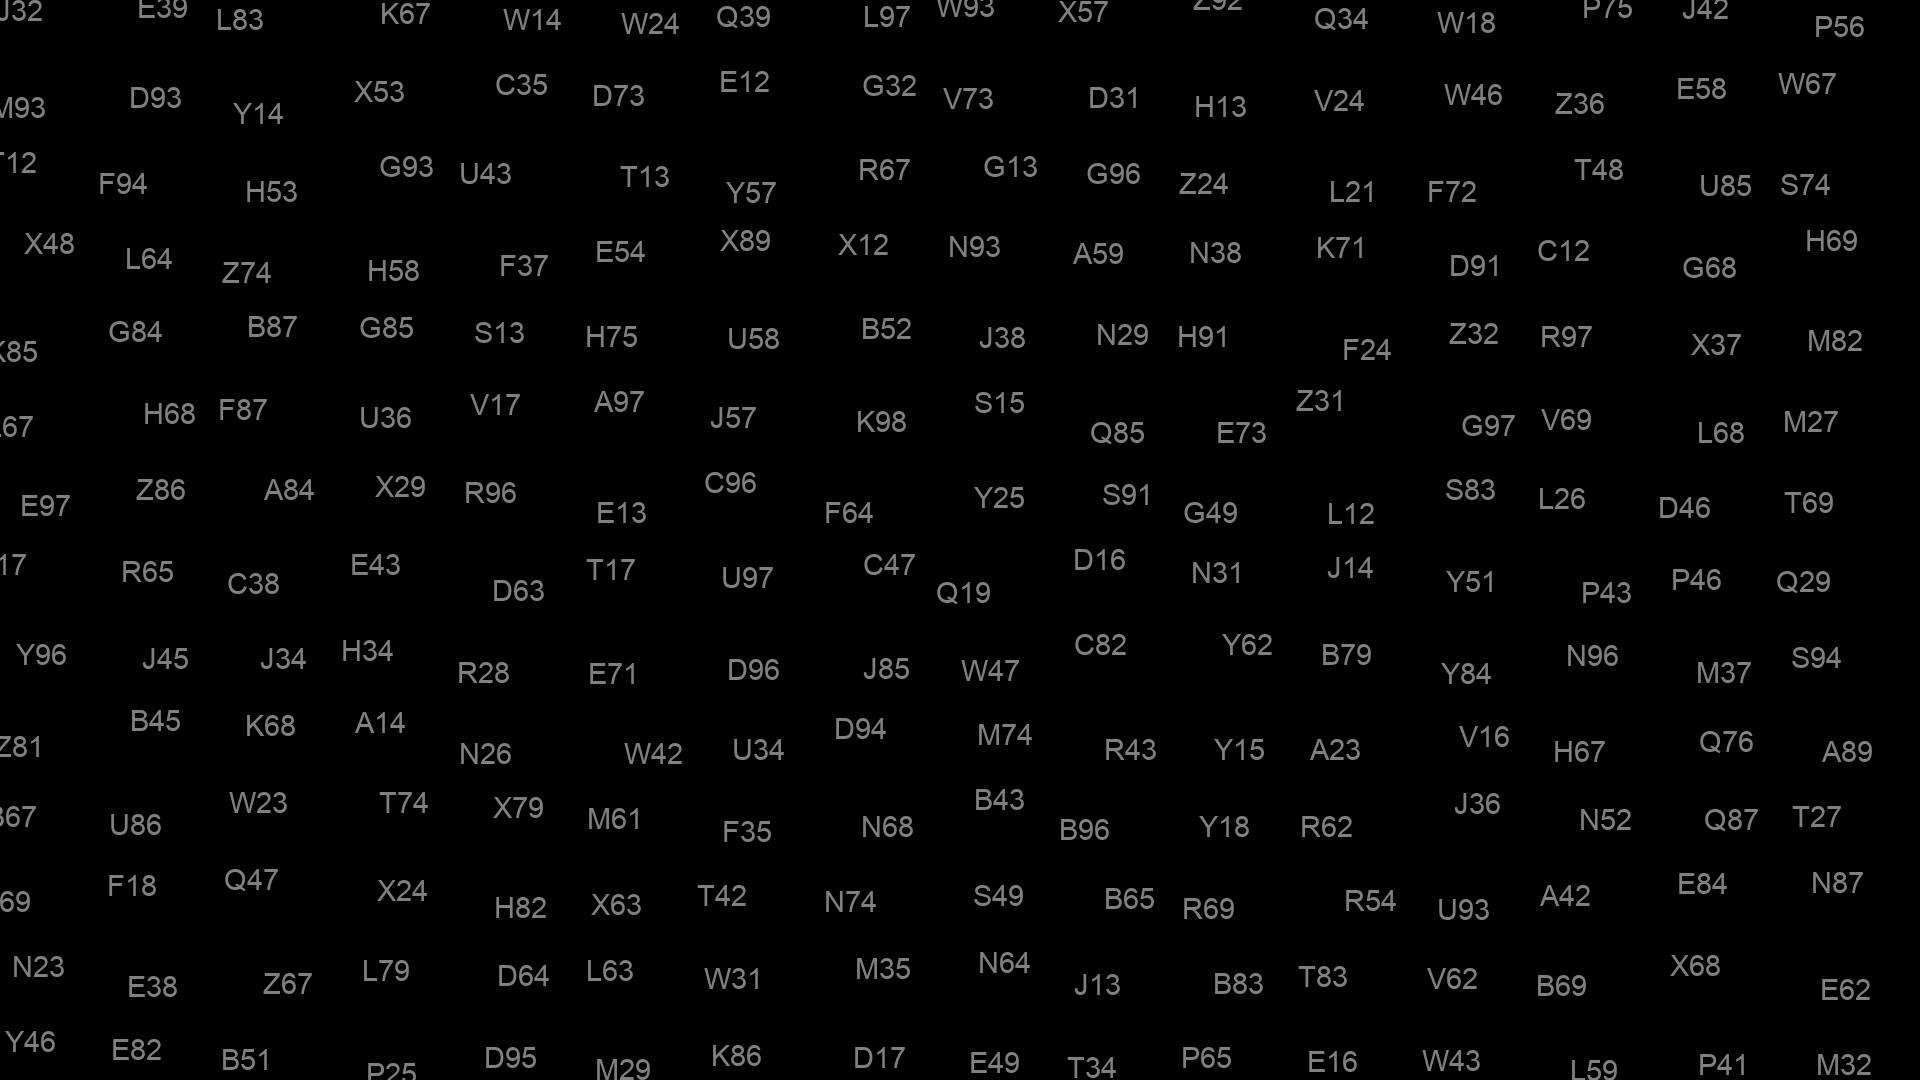 J32 E39 L83 K67 W14 W24 Q39 L97 W93 X57 Z92 Q34 W18 P75 J42 P56
M93 D93 Y14 X53 C35 D73 E12 G32 V73 D31 H13 V24 W46 Z36 E58 W67
T12 F94 H53 G93 U43 T13 Y57 R67 G13 G96 Z24 L21 F72 T48 U85 S74
X48 L64 Z74 H58 F37 E54 X89 X12 N93 A59 N38 K71 D91 C12 G68 H69
K85 G84 B87 G85 S13 H75 U58 B52 J38 N29 H91 F24 Z32 R97 X37 M82
H68 F87 U36 V17 A97 J57 K98 S15 Q85 E73 Z31 G97 V69 L68 M27
E97 Z86 A84 X29 R96 E13 C96 F64 Y25 S91 G49 L12 S83 L26 D46 T69
17 R65 C38 E43 D63 T17 U97 C47 Q19 D16 N31 J14 Y51 P43 P46 Q29
Y96 J45 J34 H34 R28 E71 D96 J85 W47 C82 Y62 B79 Y84 N96 M37 S94
Z81 B45 K68 A14 N26 W42 U34 D94 M74 R43 Y15 A23 V16 H67 Q76 A89
B67 U86 W23 T74 X79 M61 F35 N68 B43 B96 Y18 R62 J36 N52 Q87 T27
69 F18 Q47 X24 H82 X63 T42 N74 S49 B65 R69 R54 U93 A42 E84 N87
N23 E38 Z67 L79 D64 L63 W31 M35 N64 J13 B83 T83 V62 B69 X68 E62
Y46 E82 B51 P25 D95 M29 K86 D17 E49 T34 P65 E16 W43 L59 P41 M32